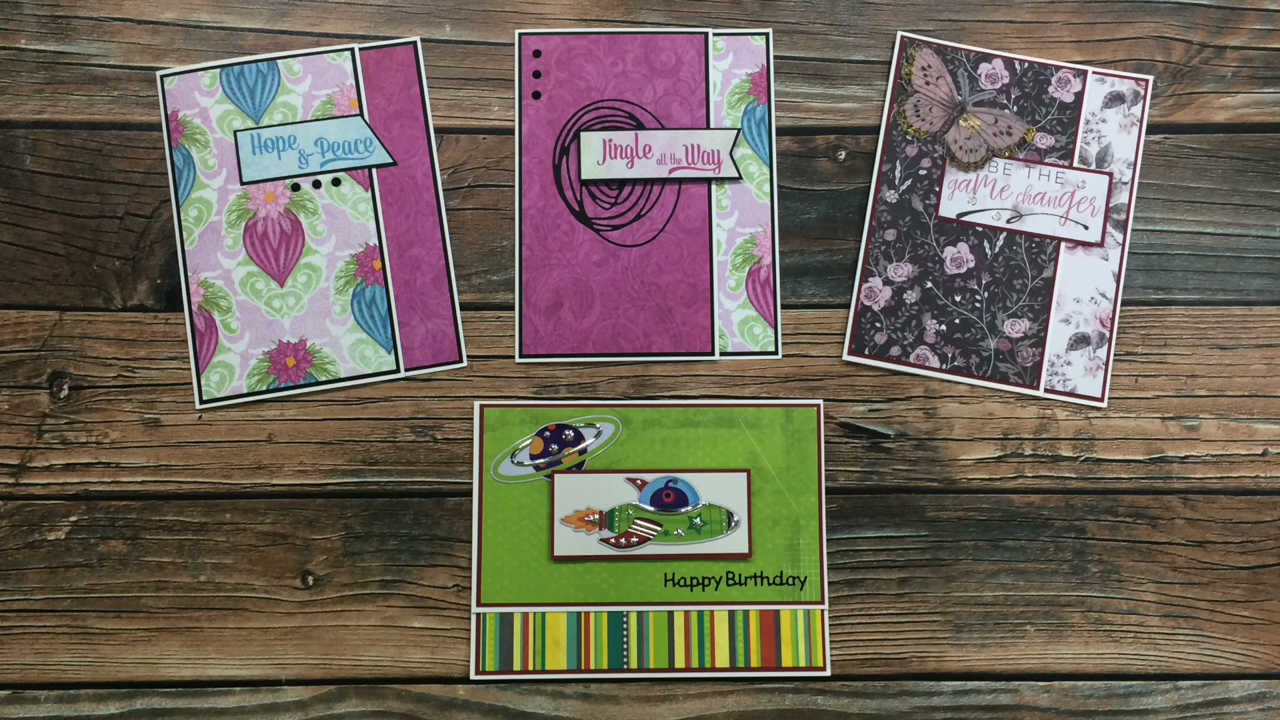 Hope & Peace
Jingle all the Way
BE THE
game changer
Happy Birthday